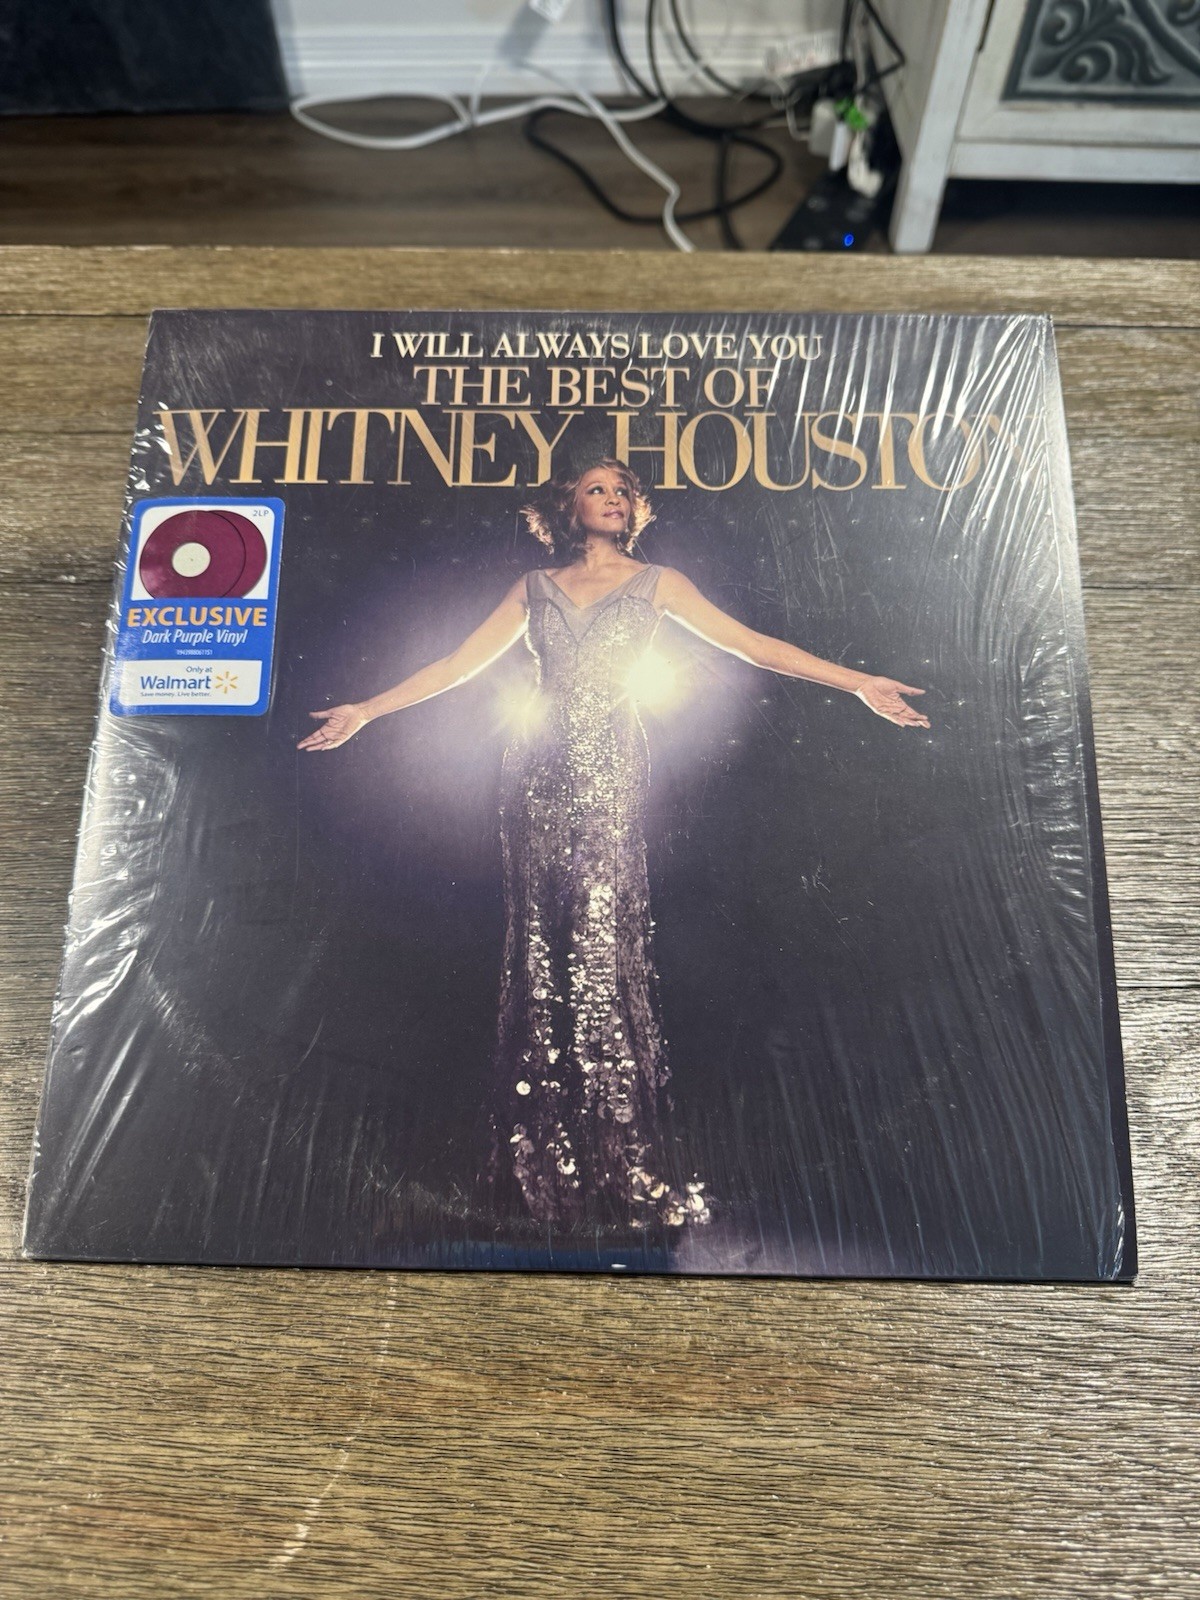 I WILL ALWAYS LOVE YOU
THE BEST OF
WHITNEY HOUSTON
2LP
EXCLUSIVE
Dark Purple Vinyl
Only at
Walmart
Save money. Live better.